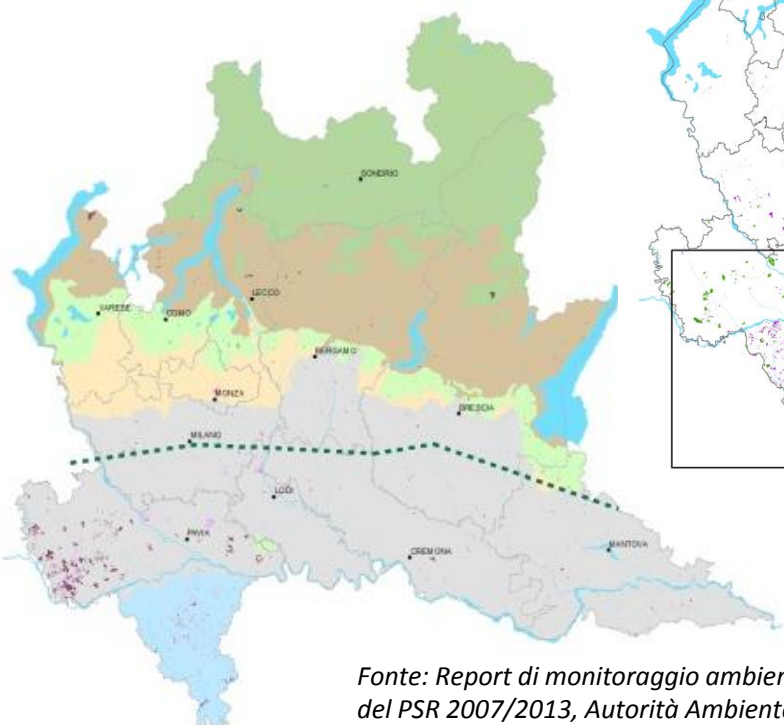 SONDRIO
LECCO
VARESE
COMO
BERGAMO
MONZA
BRESCIA
MILANO
LODI
PAVIA
CREMONA
MANTOVA
Fonte: Report di monitoraggio ambien
del PSR 2007/2013, Autorità Ambient